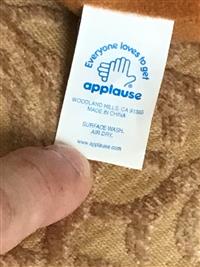 Everyone loves to get
applause
WOODLAND HILLS, CA 91365
MADE IN CHINA
SURFACE WASH.
AIR DRY.
www.applause.com